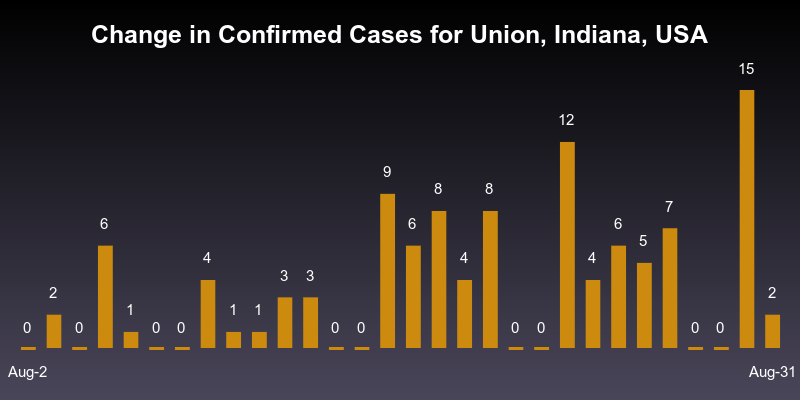 Change in Confirmed Cases for Union, Indiana, USA
0 2 0 6 1 0 0 4 1 1 3 3 0 0 9 6 8 4 8 0 0 12 4 6 5 7 0 0 15 2
Aug-2 Aug-31